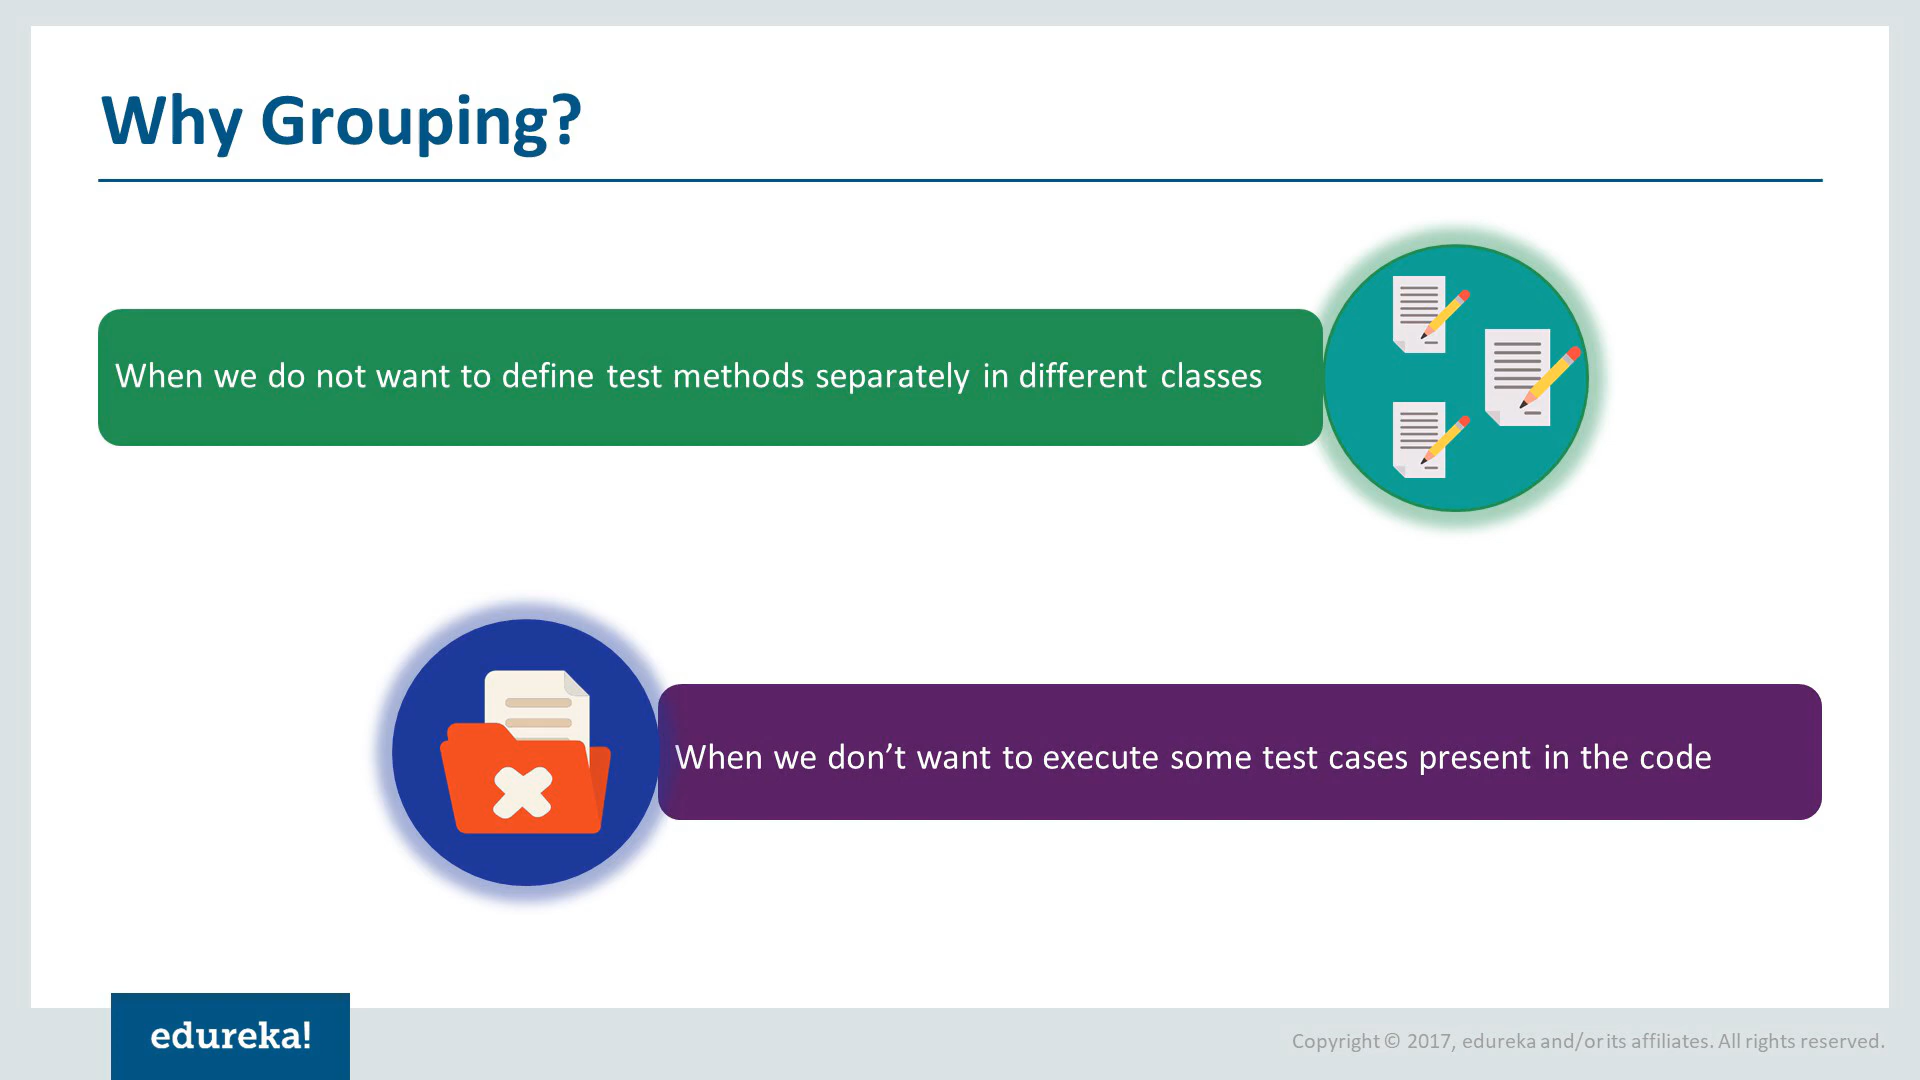 Why Grouping?
When we do not want to define test methods separately in different classes
When we don’t want to execute some test cases present in the code
edureka!
Copyright © 2017, edureka and/or its affiliates. All rights reserved.